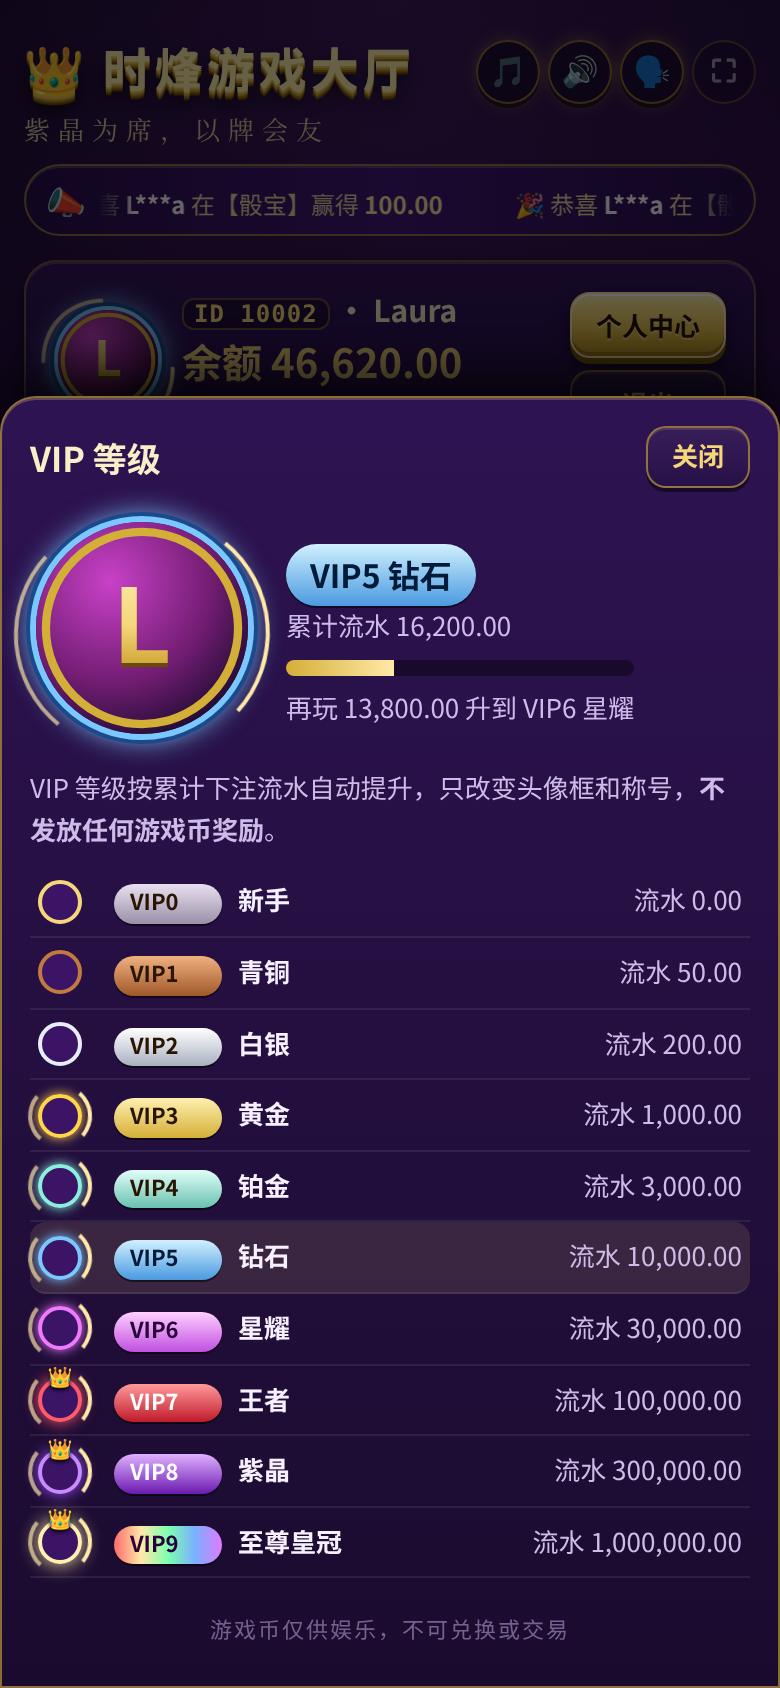 时烽游戏大厅
紫晶为席，以牌会友
喜 L***a 在【骰宝】赢得 100.00 恭喜 L***a 在【骰
ID 10002 · Laura
个人中心
余额 46,620.00
L
VIP 等级
关闭
L
VIP5 钻石
累计流水 16,200.00
再玩 13,800.00 升到 VIP6 星耀
VIP 等级按累计下注流水自动提升，只改变头像框和称号，不
发放任何游戏币奖励。
VIP0 新手 流水 0.00
VIP1 青铜 流水 50.00
VIP2 白银 流水 200.00
VIP3 黄金 流水 1,000.00
VIP4 铂金 流水 3,000.00
VIP5 钻石 流水 10,000.00
VIP6 星耀 流水 30,000.00
VIP7 王者 流水 100,000.00
VIP8 紫晶 流水 300,000.00
VIP9 至尊皇冠 流水 1,000,000.00
游戏币仅供娱乐，不可兑换或交易